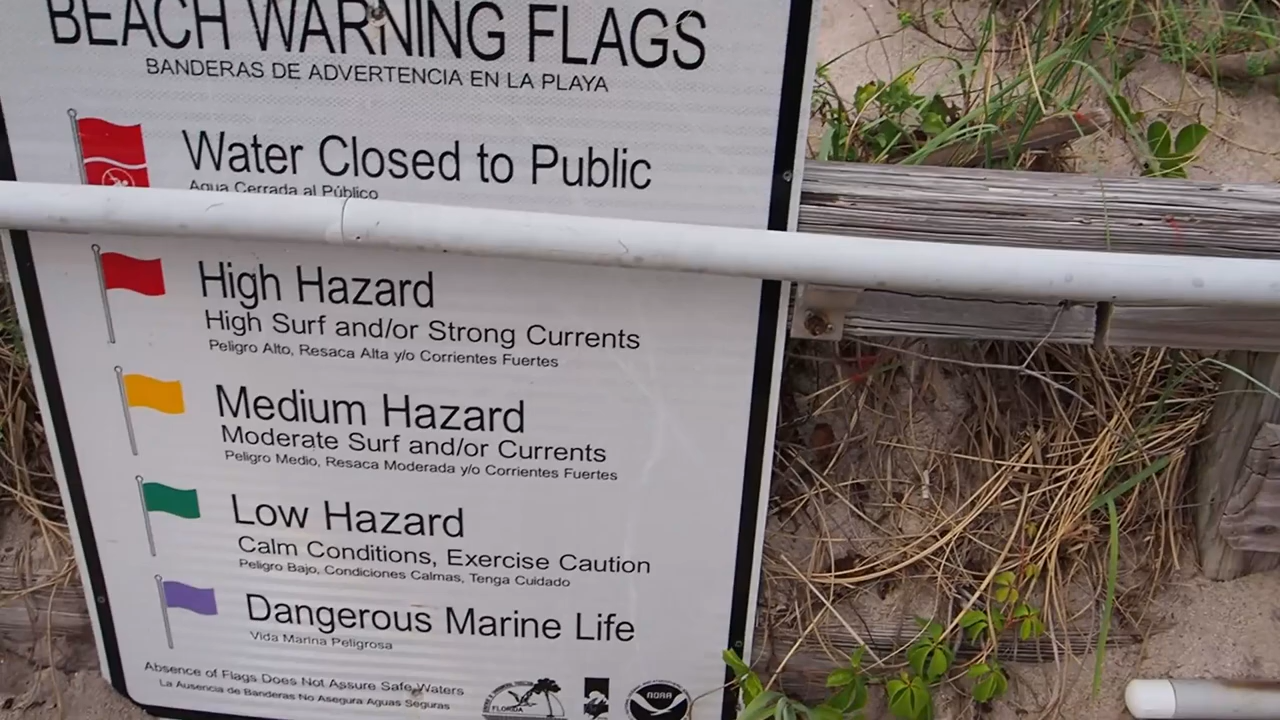 BEACH WARNING FLAGS
BANDERAS DE ADVERTENCIA EN LA PLAYA
Water Closed to Public
Agua Cerrada al Público
High Hazard
High Surf and/or Strong Currents
Peligro Alto, Resaca Alta y/o Corrientes Fuertes
Medium Hazard
Moderate Surf and/or Currents
Peligro Medio, Resaca Moderada y/o Corrientes Fuertes
Low Hazard
Calm Conditions, Exercise Caution
Peligro Bajo, Condiciones Calmas, Tenga Cuidado
Dangerous Marine Life
Vida Marina Peligrosa
Absence of Flags Does Not Assure Safe Waters
La Ausencia de Banderas No Asegura Aguas Seguras
FLORIDA
NOAA